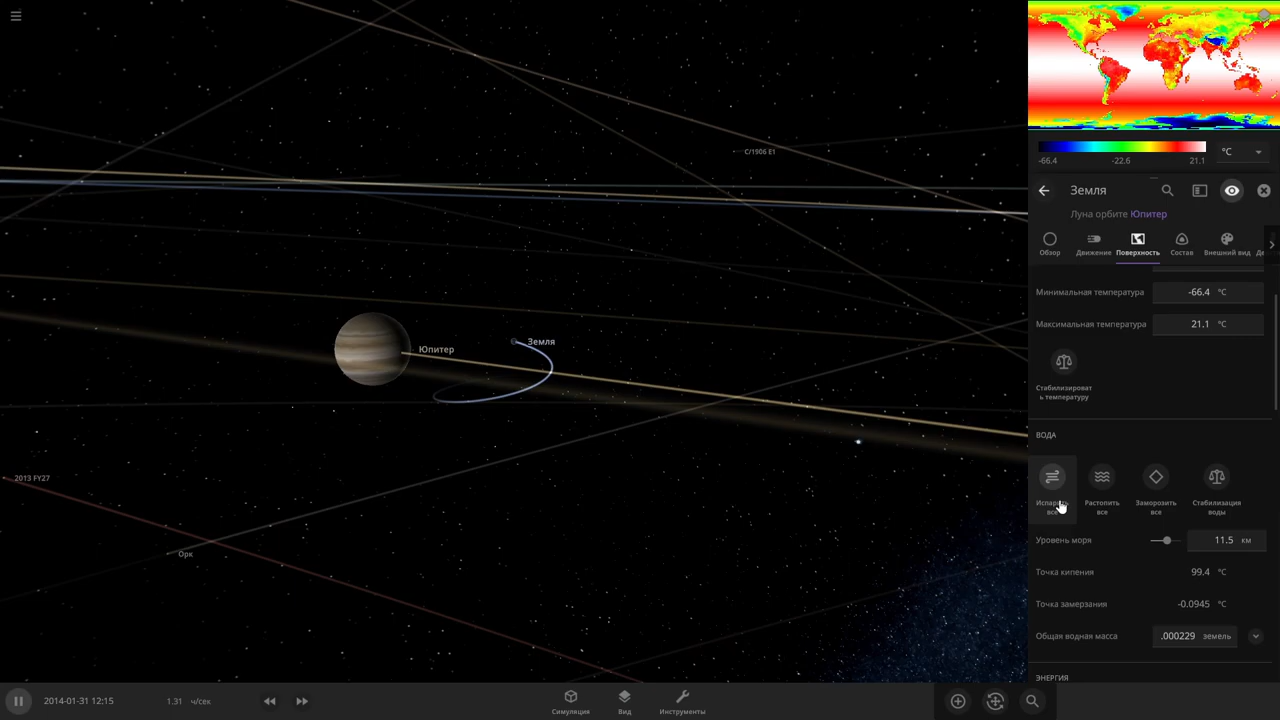 C/1906 E1
Юпитер
Земля
2013 FY27
Орк
-66.4
-22.6
21.1
°C
Земля
Луна орбите Юпитер
Обзор
Движение
Поверхность
Состав
Внешний вид
Де
Минимальная температура
-66.4 °C
Максимальная температура
21.1 °C
Стабилизироват
ь температуру
ВОДА
Испарить
все
Растопить
все
Заморозить
все
Стабилизация
воды
Уровень моря
11.5 км
Точка кипения
99.4 °C
Точка замерзания
-0.0945 °C
Общая водная масса
.000229 земель
ЭНЕРГИЯ
2014-01-31 12:15
1.31 ч/сек
Симуляция
Вид
Инструменты